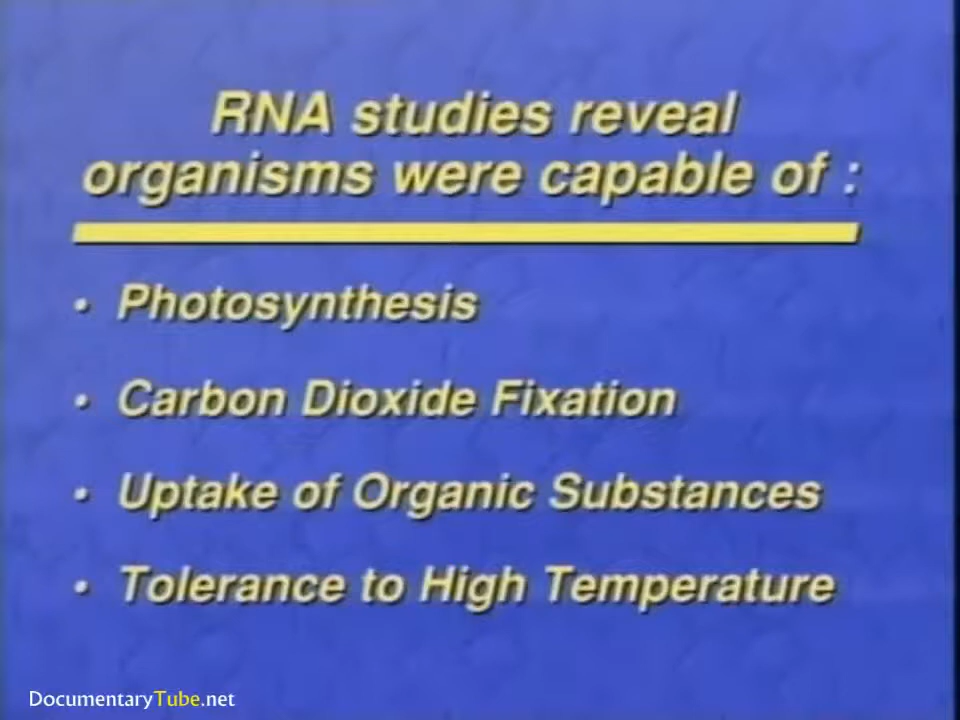 RNA studies reveal
organisms were capable of :
• Photosynthesis
• Carbon Dioxide Fixation
• Uptake of Organic Substances
• Tolerance to High Temperature
DocumentaryTube.net